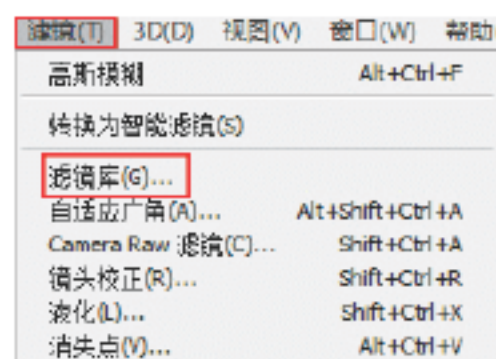 滤镜(T) 3D(D) 视图(V) 窗口(W) 帮助
高斯模糊 Alt+Ctrl+F
转换为智能滤镜(S)
滤镜库(G)...
自适应广角(A)... Alt+Shift+Ctrl+A
Camera Raw 滤镜(C)... Shift+Ctrl+A
镜头校正(R)... Shift+Ctrl+R
液化(L)... Shift+Ctrl+X
消失点(V)... Alt+Ctrl+V